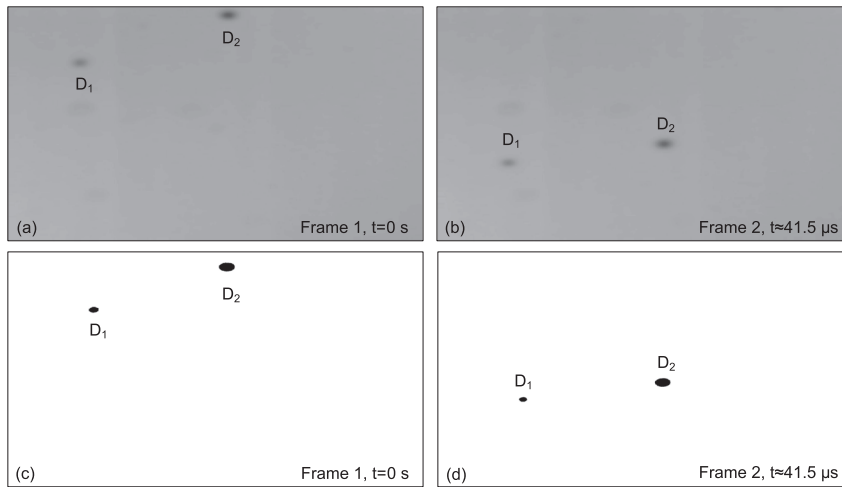 D₂
D₁
(a) Frame 1, t=0 s
D₂
D₁
(b) Frame 2, t≈41.5 µs
D₂
D₁
(c) Frame 1, t=0 s
D₂
D₁
(d) Frame 2, t≈41.5 µs